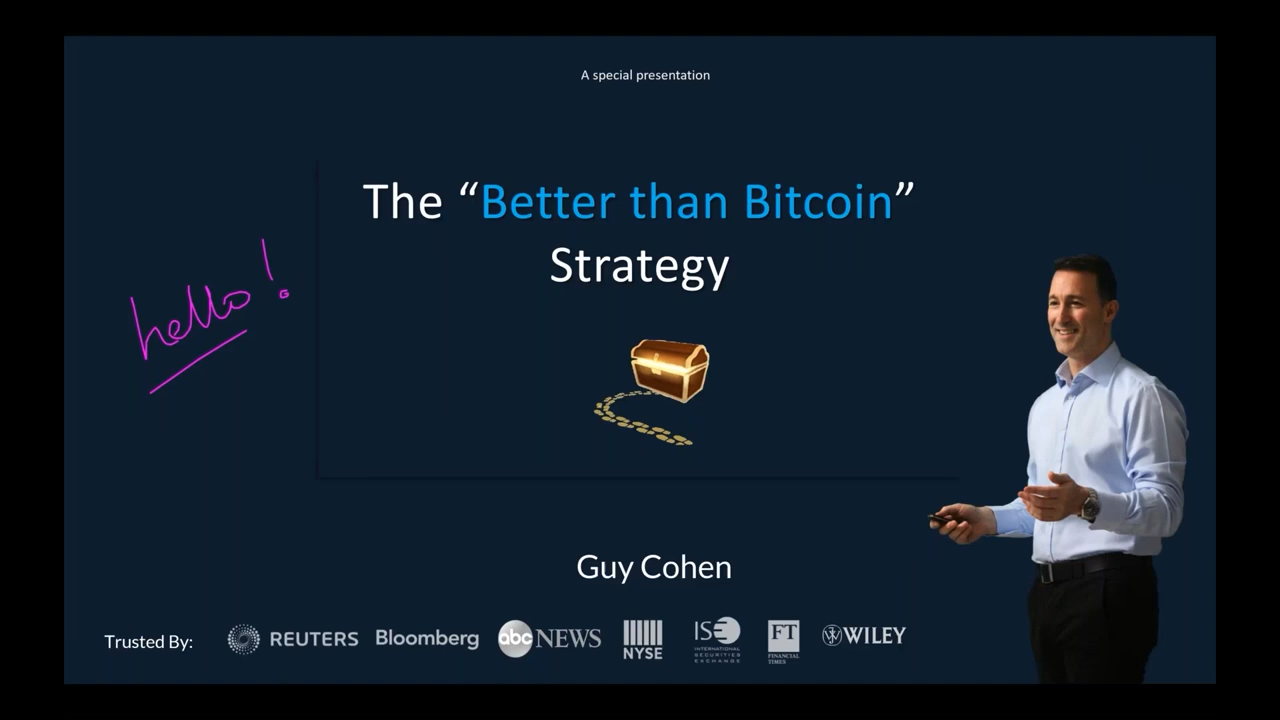 A special presentation
The “Better than Bitcoin”
Strategy
hello!
Guy Cohen
Trusted By:
REUTERS
Bloomberg
abc NEWS
NYSE
ISE
INTERNATIONAL
SECURITIES
EXCHANGE
FT
FINANCIAL
TIMES
WILEY